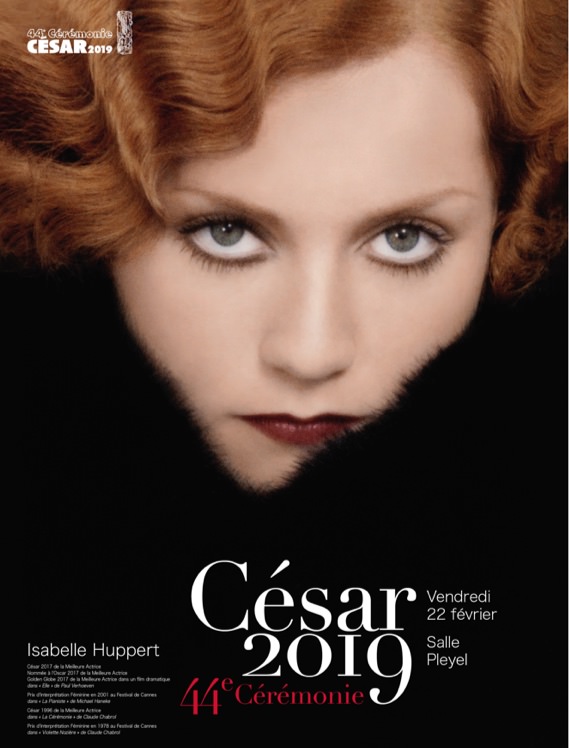 44e Cérémonie
CÉSAR 2019
César
2019
44e Cérémonie
Vendredi
22 février
Salle
Pleyel
Isabelle Huppert
César 2017 de la Meilleure Actrice
Nommée à l'Oscar 2017 de la Meilleure Actrice
Golden Globe 2017 de la Meilleure Actrice dans un film dramatique
dans « Elle » de Paul Verhoeven
Prix d'Interprétation Féminine en 2001 au Festival de Cannes
dans « La Pianiste » de Michael Haneke
César 1996 de la Meilleure Actrice
dans « La Cérémonie » de Claude Chabrol
Prix d'Interprétation Féminine en 1978 au Festival de Cannes
dans « Violette Nozière » de Claude Chabrol